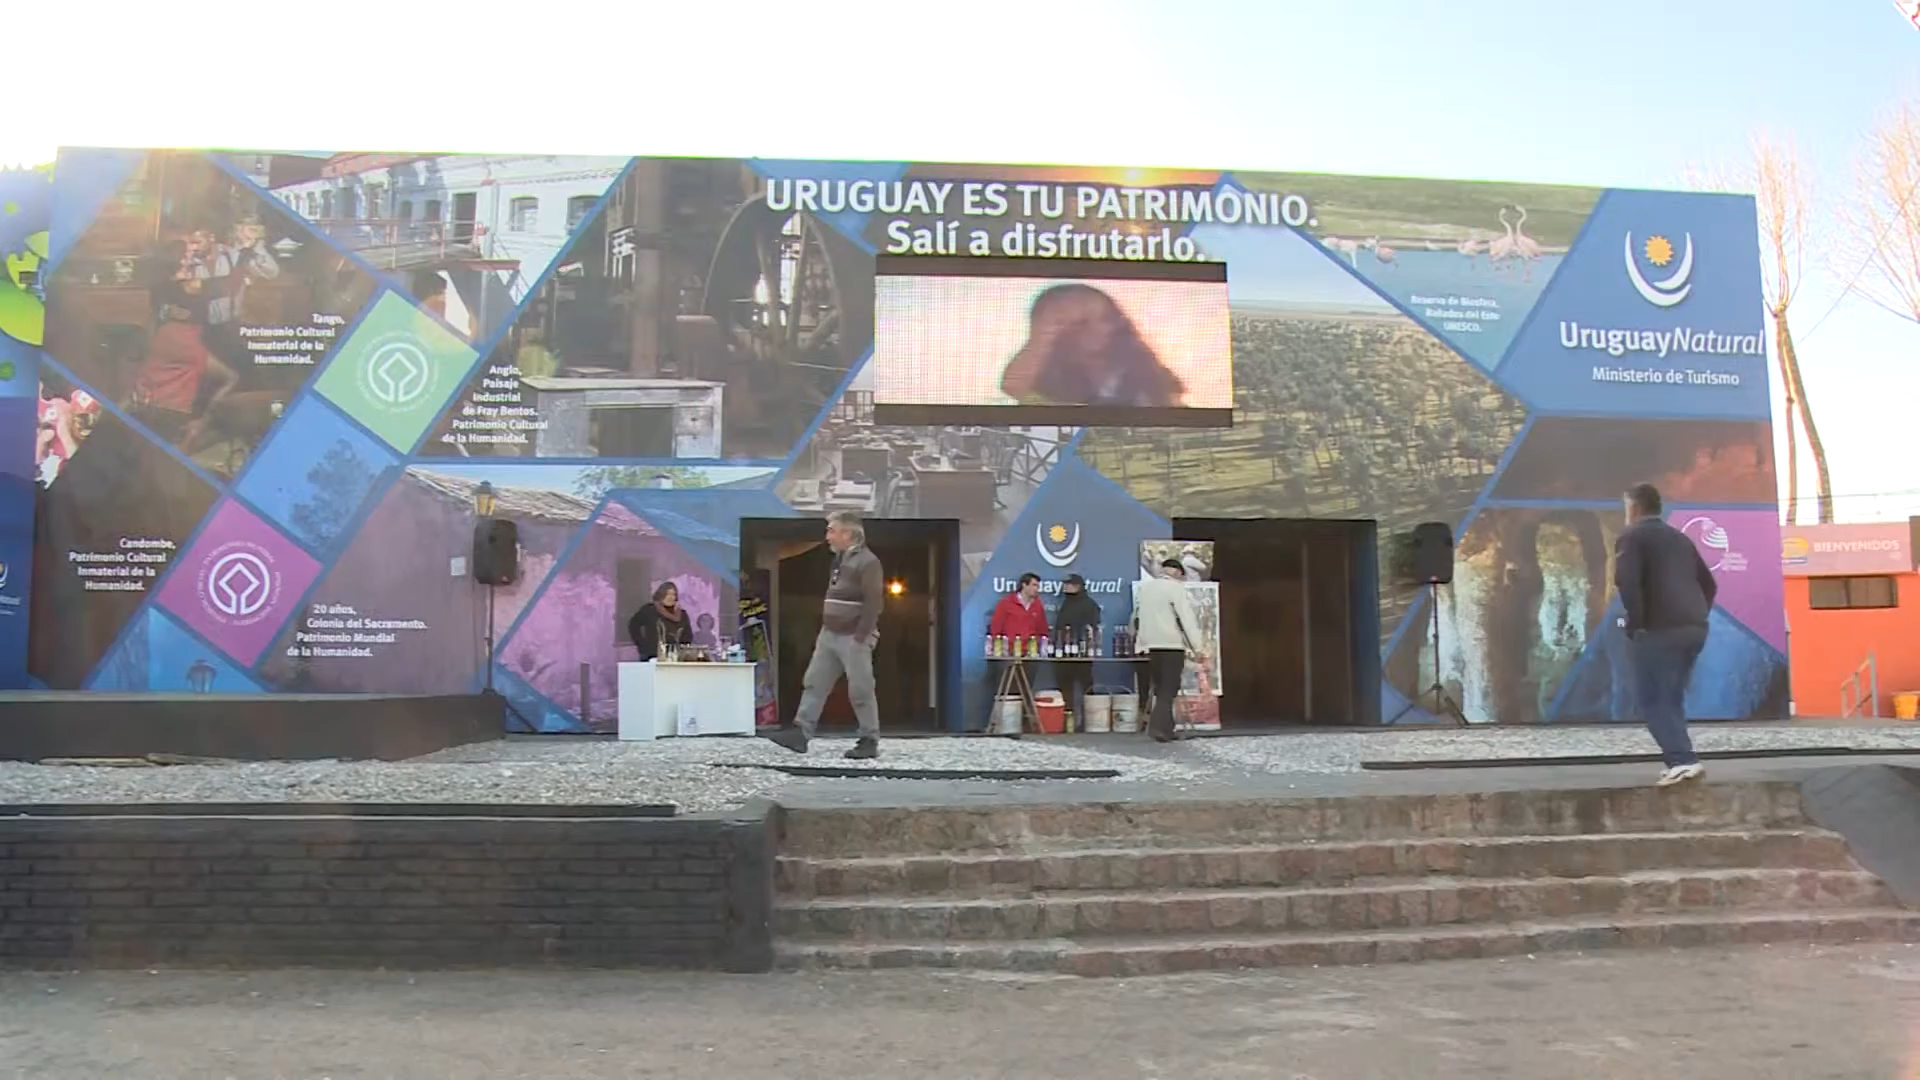 URUGUAY ES TU PATRIMONIO.
Salí a disfrutarlo.
Tango,
Patrimonio Cultural
Inmaterial de la
Humanidad.
Anglo,
Paisaje
Industrial
de Fray Bentos.
Patrimonio Cultural
de la Humanidad.
Candombe,
Patrimonio Cultural
Inmaterial de la
Humanidad.
20 años,
Colonia del Sacramento.
Patrimonio Mundial
de la Humanidad.
Reserva de Biosfera,
Bañados del Este
UNESCO.
UruguayNatural
Ministerio de Turismo
UruguayNatural
BIENVENIDOS